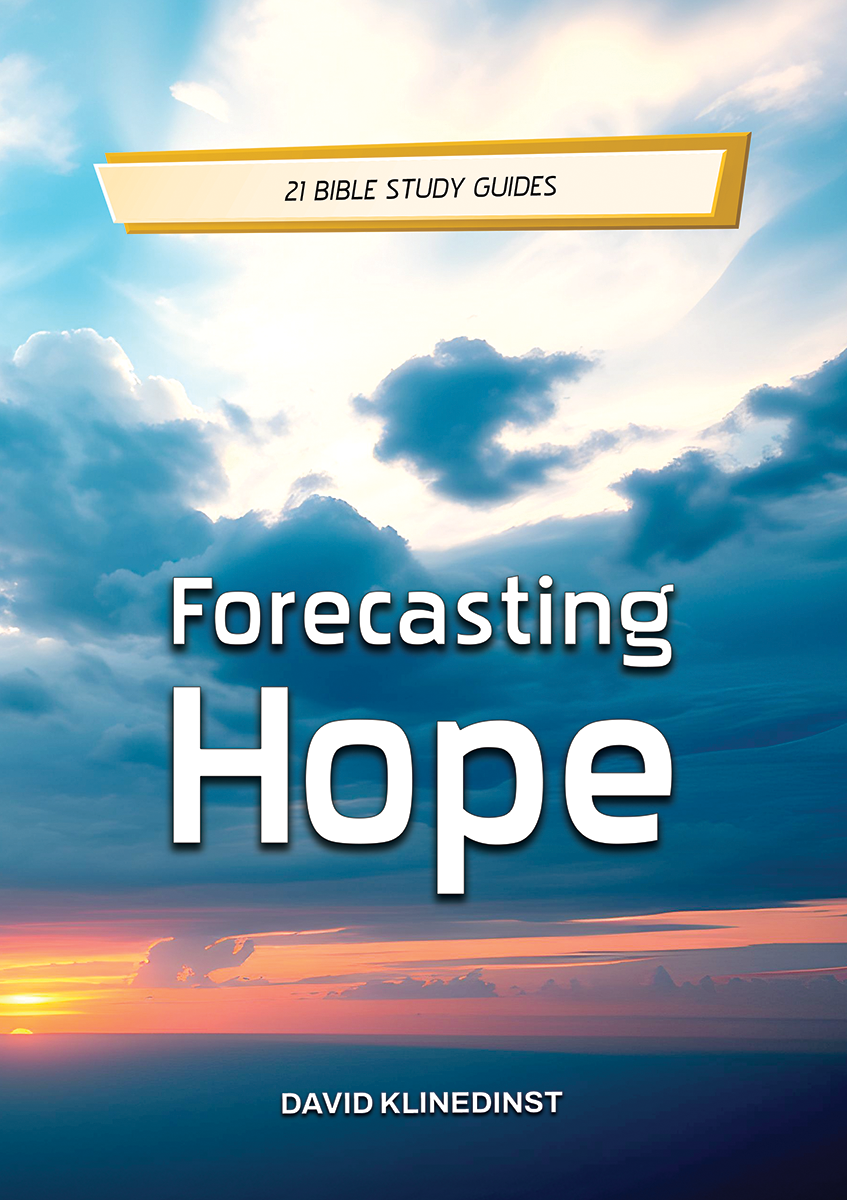 21 BIBLE STUDY GUIDES
Forecasting
Hope
DAVID KLINEDINST